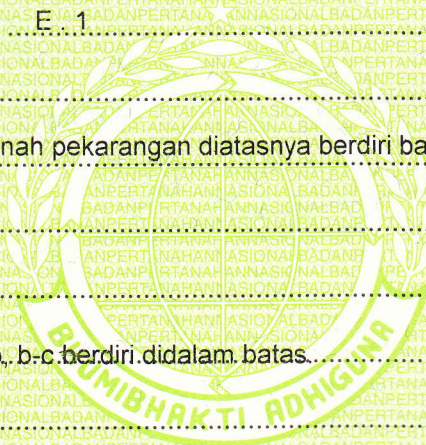 E . 1
nah pekarangan diatasnya berdiri ba
, b-c berdiri didalam batas
BHUMIBHAKTI ADHIGUNA